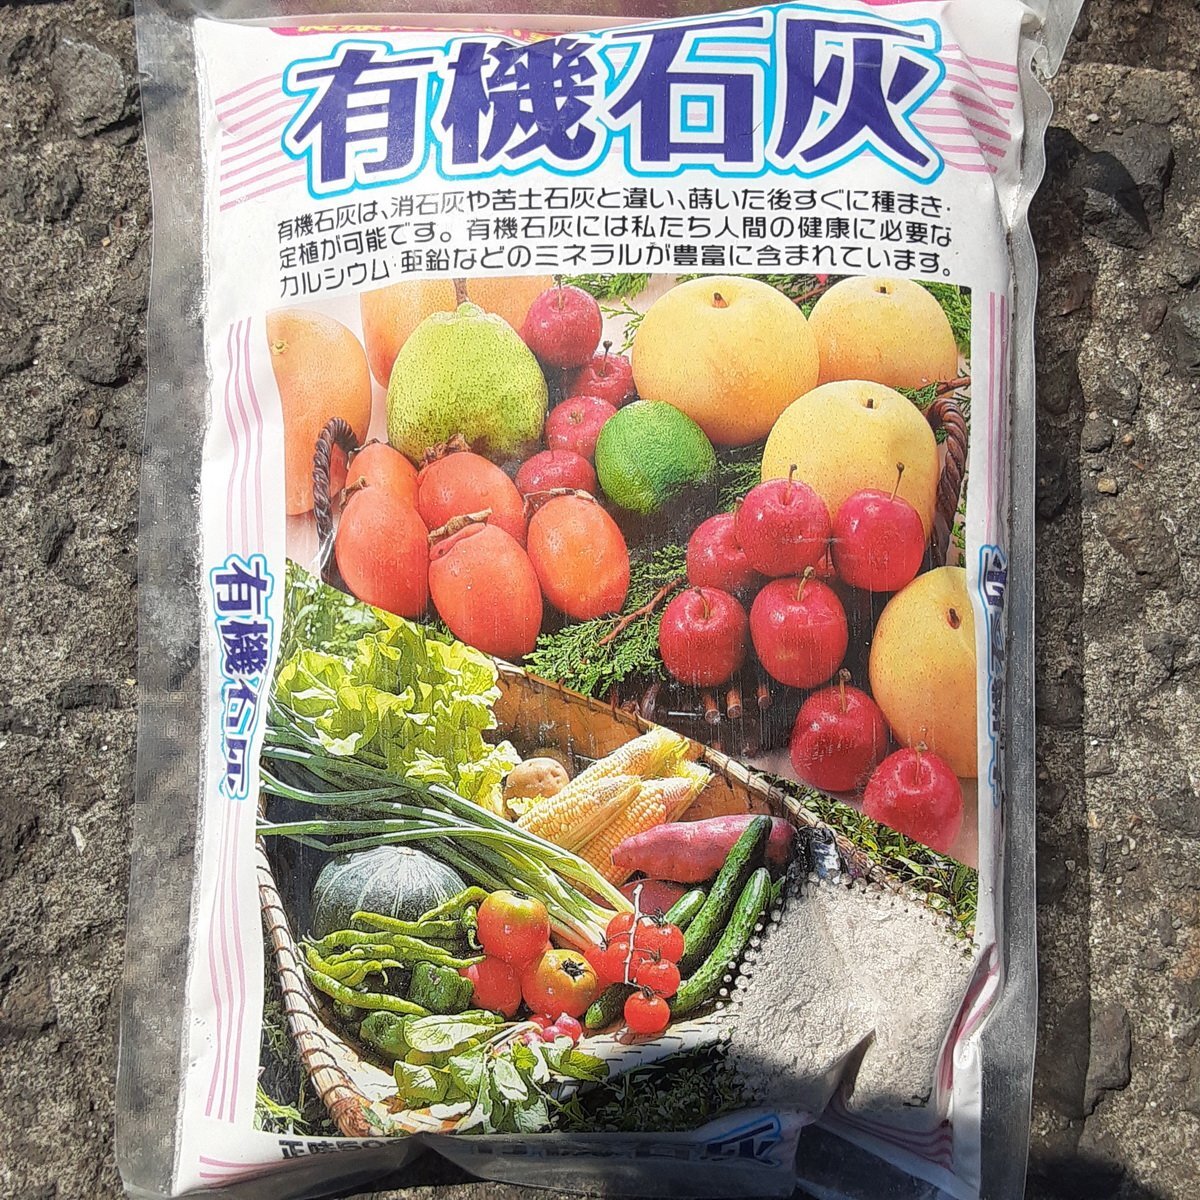 有機石灰
有機石灰は、消石灰や苦土石灰と違い、蒔いた後すぐに種まき・
定植が可能です。有機石灰には私たち人間の健康に必要な
カルシウム・亜鉛などのミネラルが豊富に含まれています。
有機石灰
有機石灰